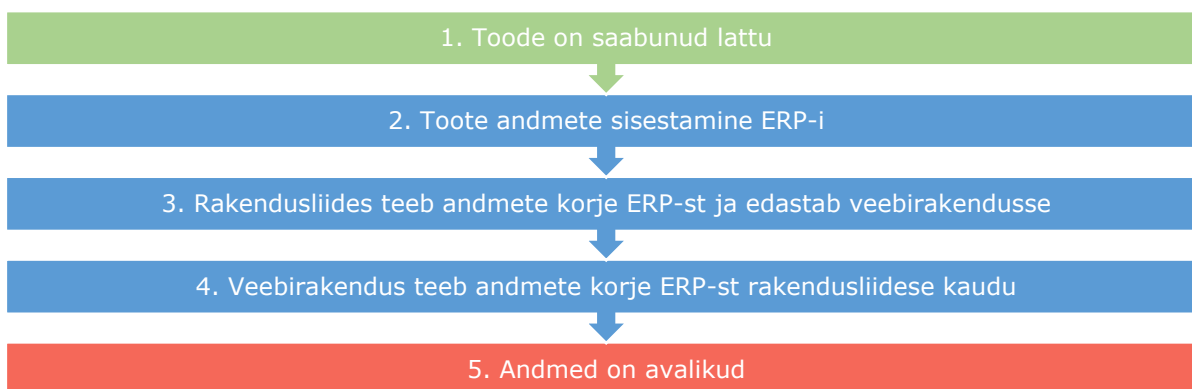 1. Toode on saabunud lattu
2. Toote andmete sisestamine ERP-i
3. Rakendusliides teeb andmete korje ERP-st ja edastab veebirakendusse
4. Veebirakendus teeb andmete korje ERP-st rakendusliidese kaudu
5. Andmed on avalikud